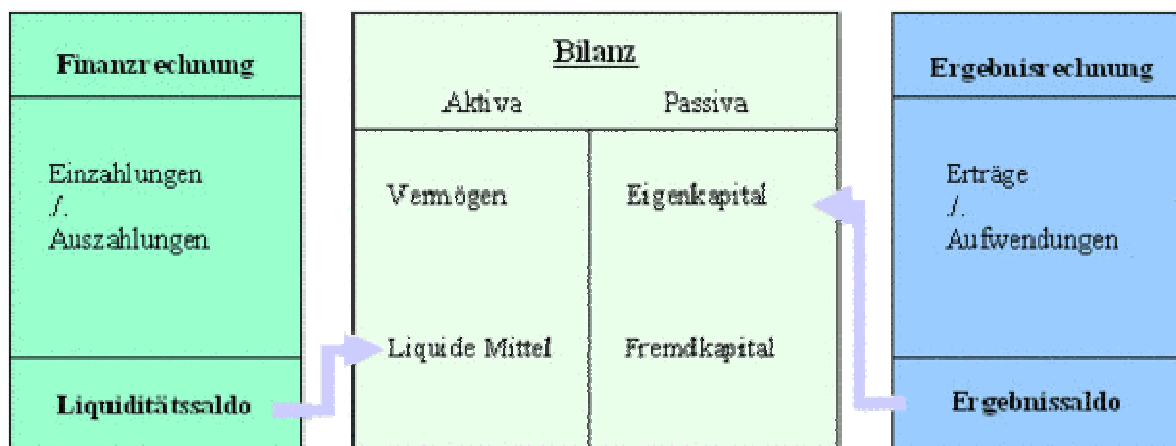 Finanzrechnung
Einzahlungen
./.
Auszahlungen
Liquiditätssaldo
Bilanz
Aktiva Passiva
Vermögen Eigenkapital
Liquide Mittel Fremdkapital
Ergebnisrechnung
Erträge
./.
Aufwendungen
Ergebnissaldo